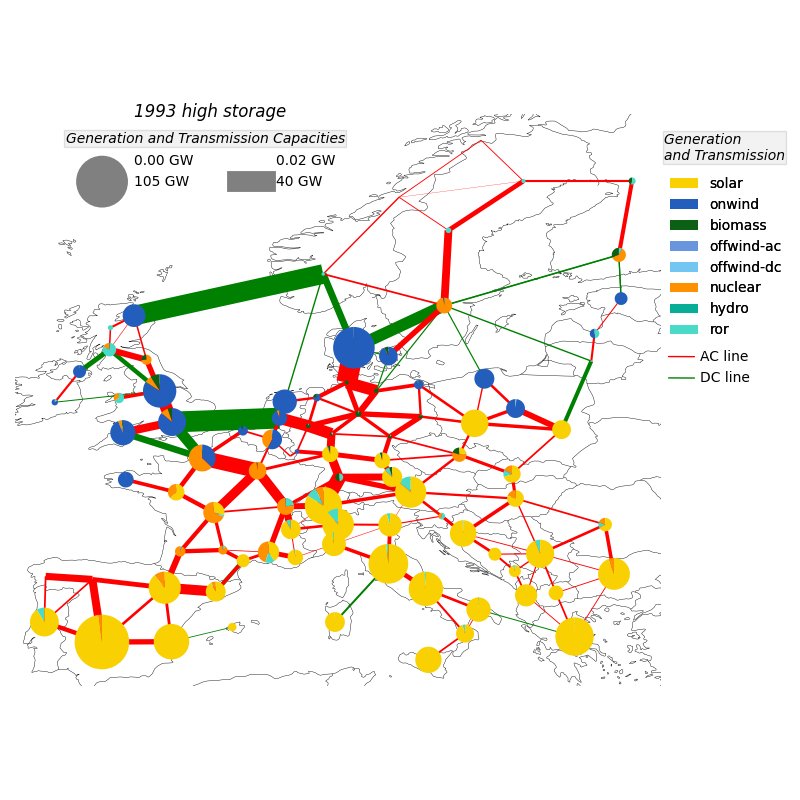 1993 high storage
Generation and Transmission Capacities
0.00 GW
0.02 GW
105 GW
40 GW
Generation
and Transmission
solar
onwind
biomass
offwind-ac
offwind-dc
nuclear
hydro
ror
AC line
DC line